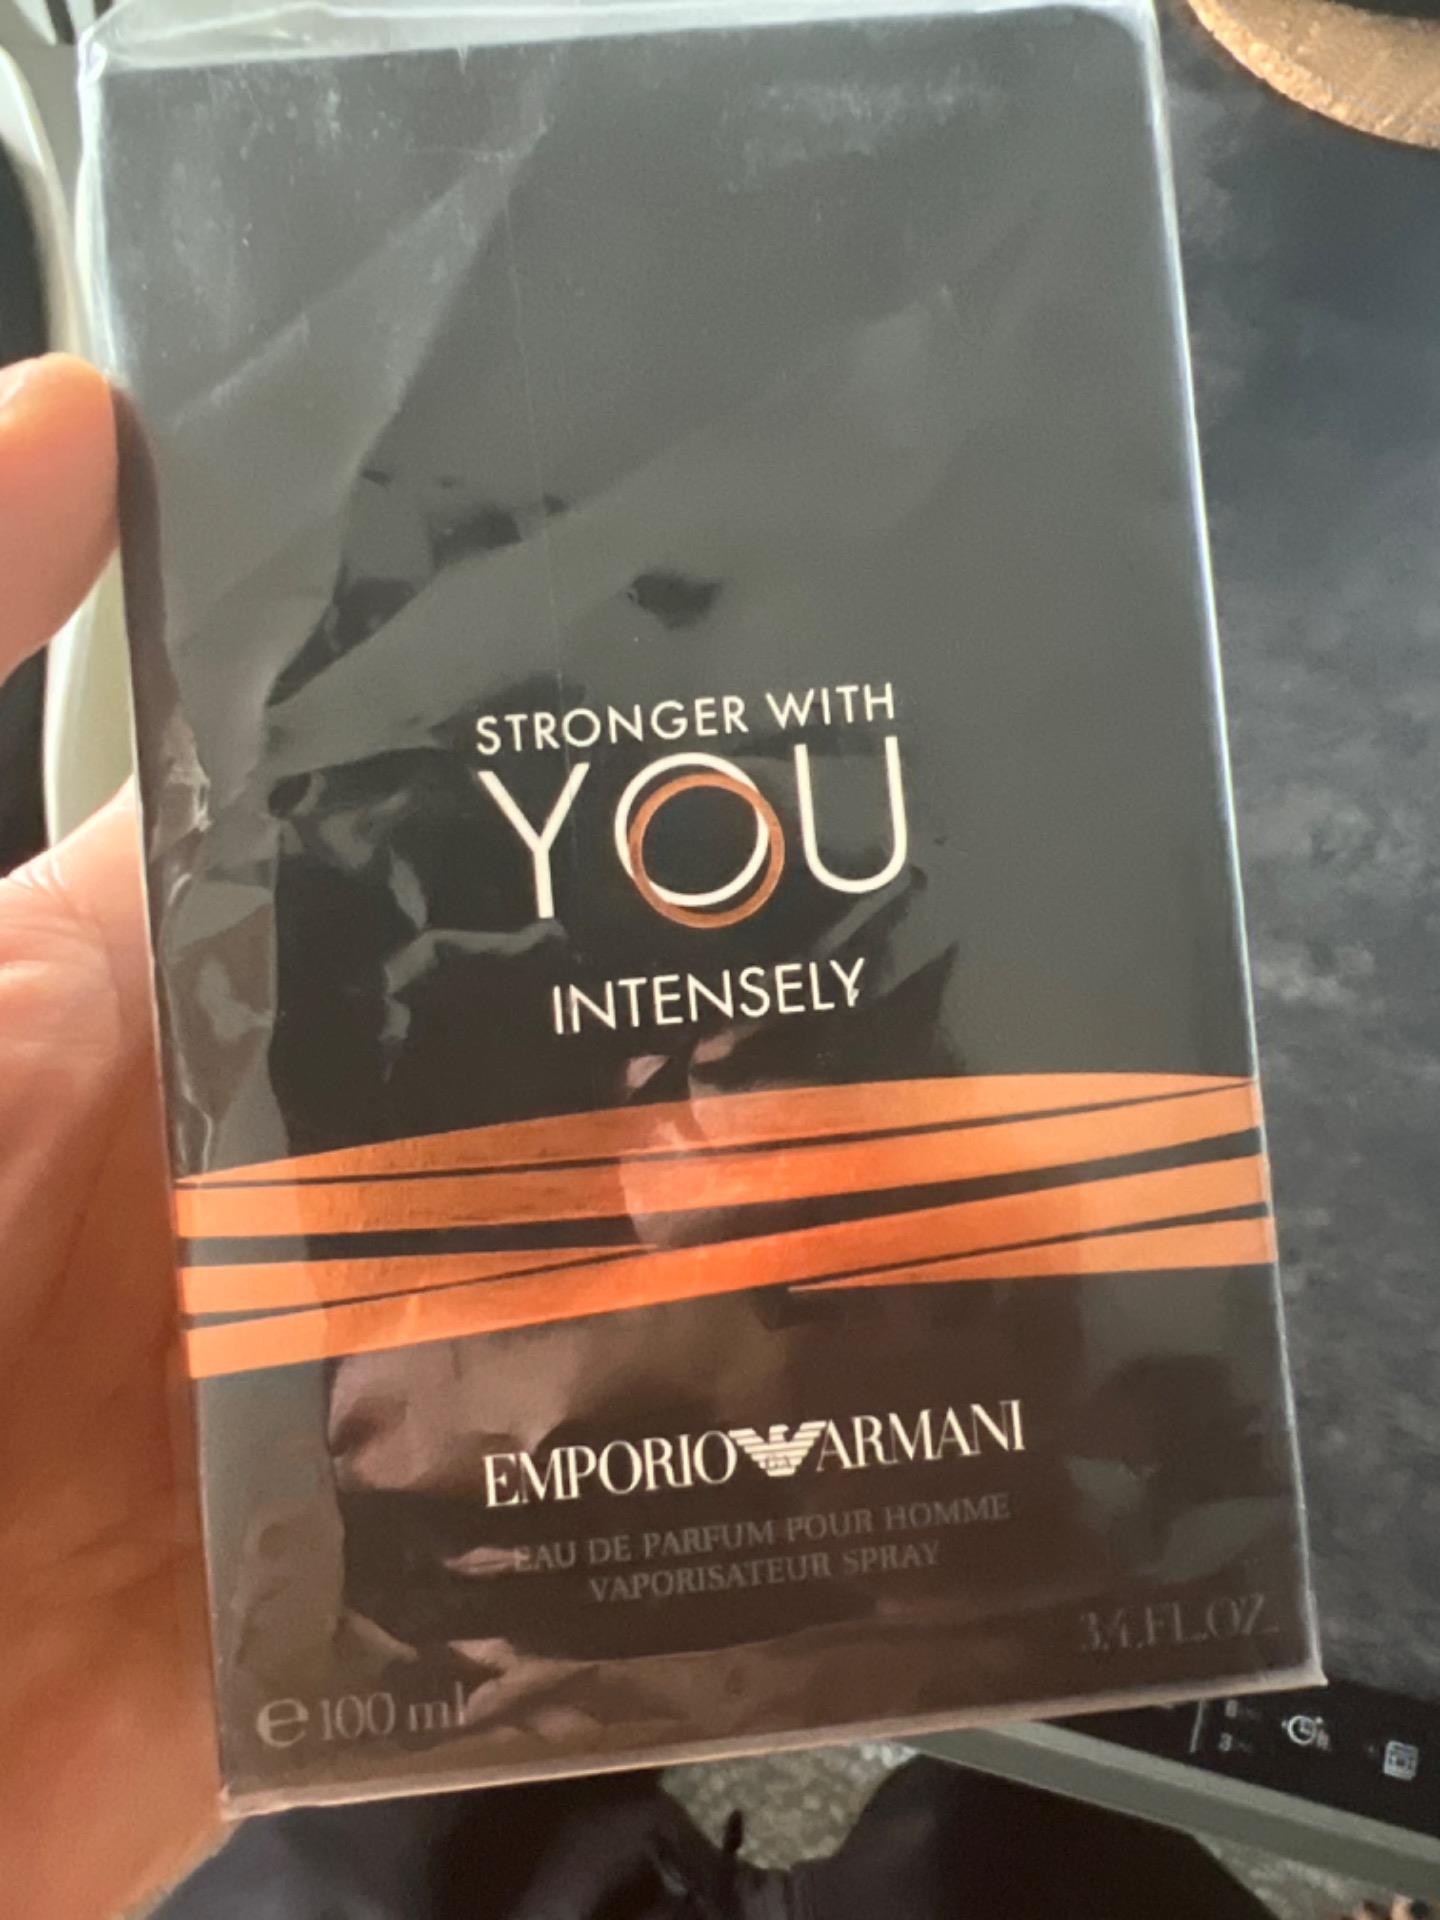 STRONGER WITH
YOU
INTENSELY
EMPORIO ARMANI
EAU DE PARFUM POUR HOMME
VAPORISATEUR SPRAY
3.4.FL.OZ.
℮ 100 ml